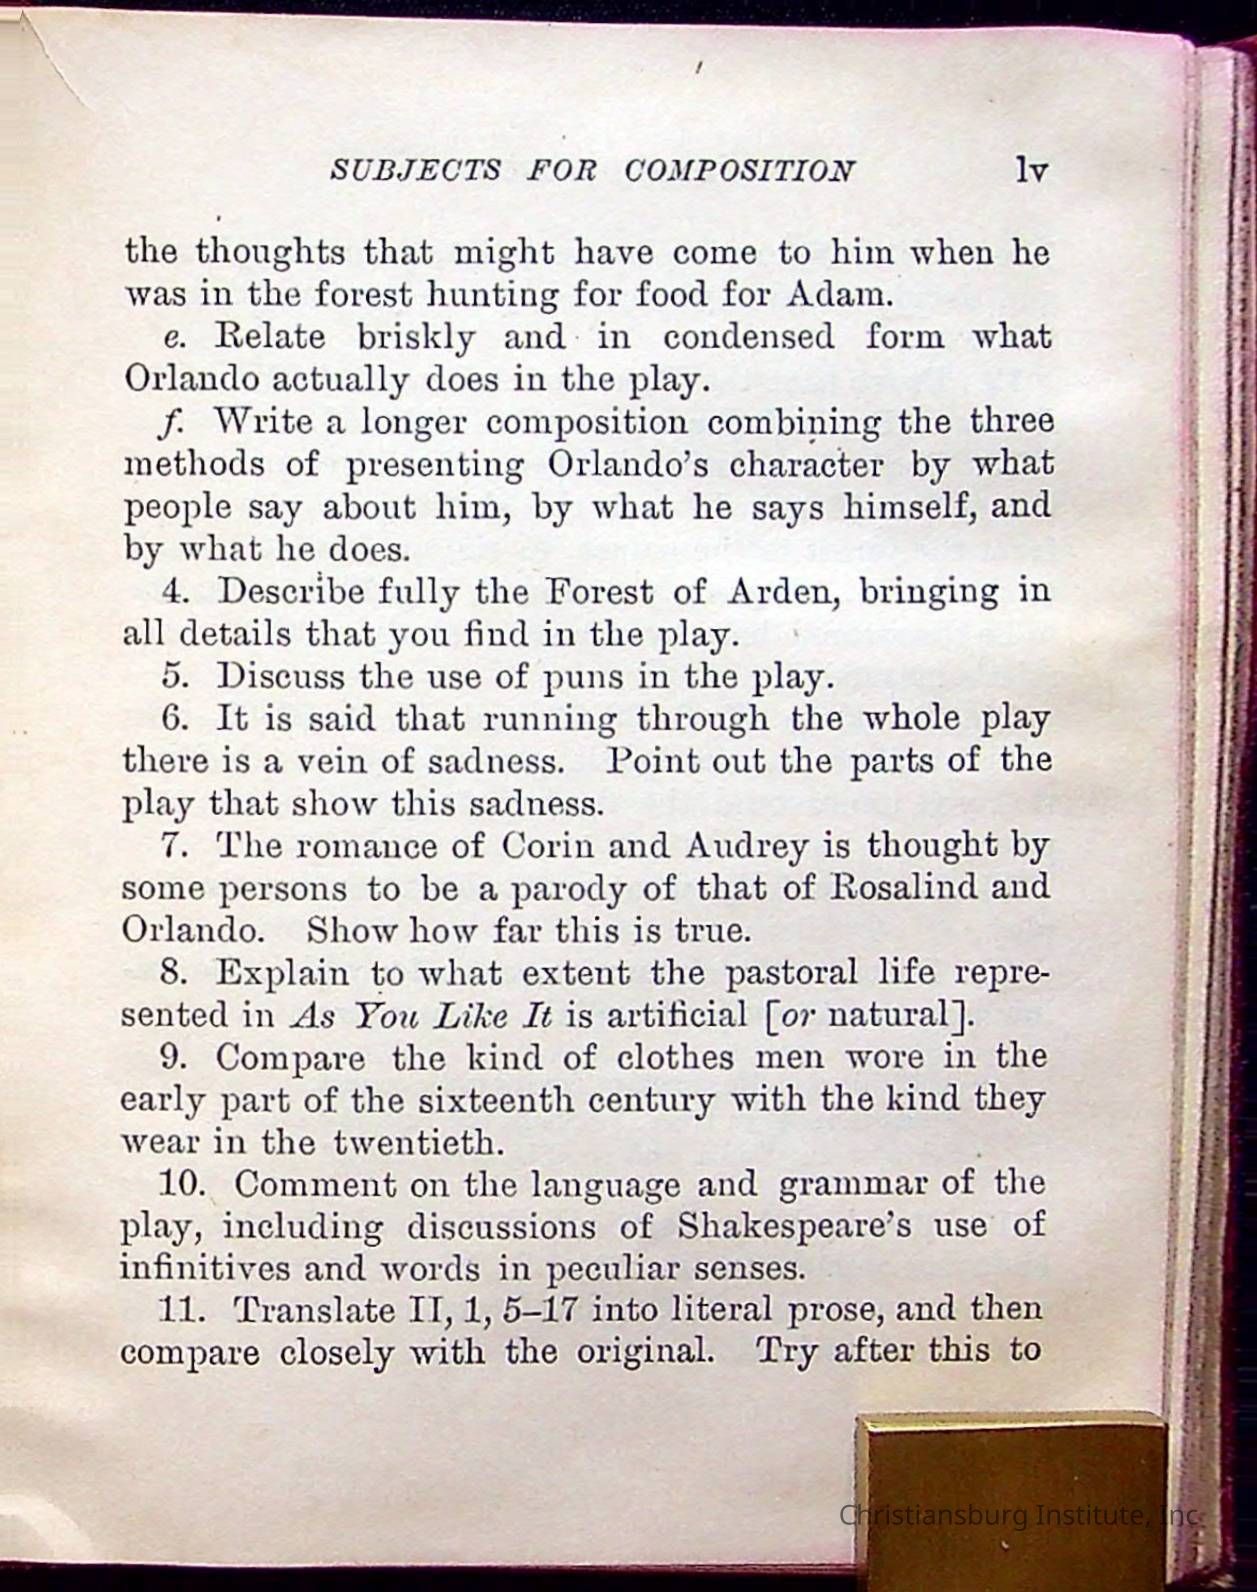 SUBJECTS FOR COMPOSITION lv
the thoughts that might have come to him when he
was in the forest hunting for food for Adam.
e. Relate briskly and in condensed form what
Orlando actually does in the play.
f. Write a longer composition combining the three
methods of presenting Orlando's character by what
people say about him, by what he says himself, and
by what he does.
4. Describe fully the Forest of Arden, bringing in
all details that you find in the play.
5. Discuss the use of puns in the play.
6. It is said that running through the whole play
there is a vein of sadness. Point out the parts of the
play that show this sadness.
7. The romance of Corin and Audrey is thought by
some persons to be a parody of that of Rosalind and
Orlando. Show how far this is true.
8. Explain to what extent the pastoral life repre-
sented in As You Like It is artificial [or natural].
9. Compare the kind of clothes men wore in the
early part of the sixteenth century with the kind they
wear in the twentieth.
10. Comment on the language and grammar of the
play, including discussions of Shakespeare's use of
infinitives and words in peculiar senses.
11. Translate II, 1, 5–17 into literal prose, and then
compare closely with the original. Try after this to
Christiansburg Institute, Inc